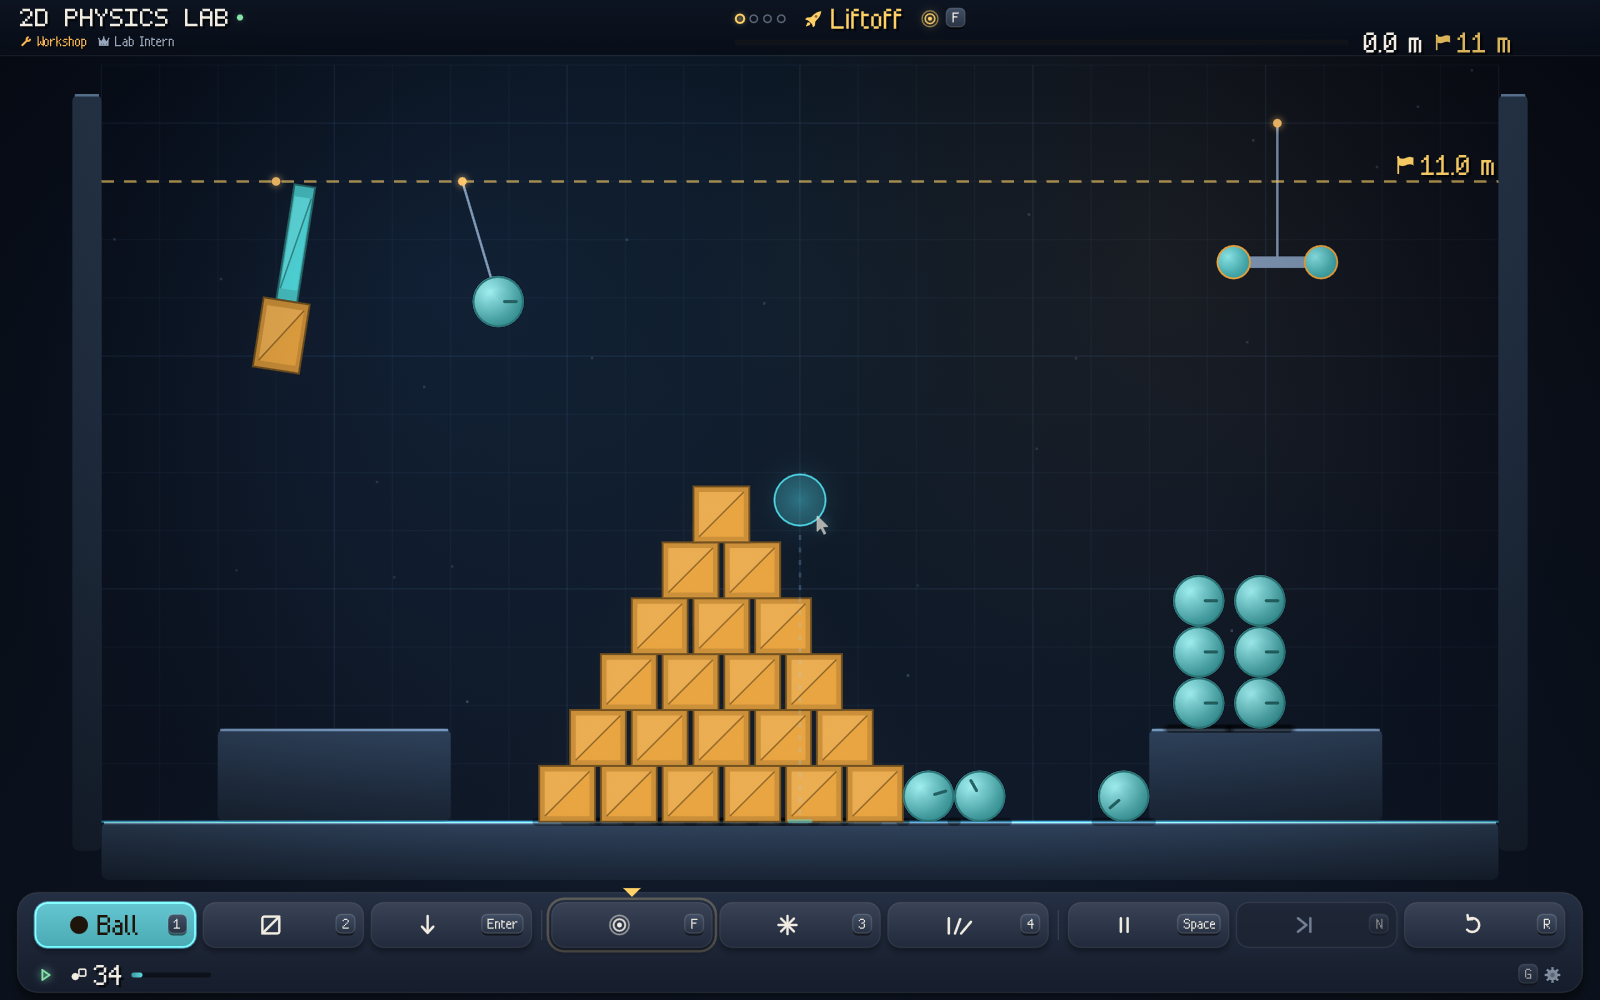 2D PHYSICS LAB
Workshop Lab Intern
Liftoff F
0.0 m 11 m
11.0 m
Ball 1
2
Enter
F
3
4
Space
N
R
34
G